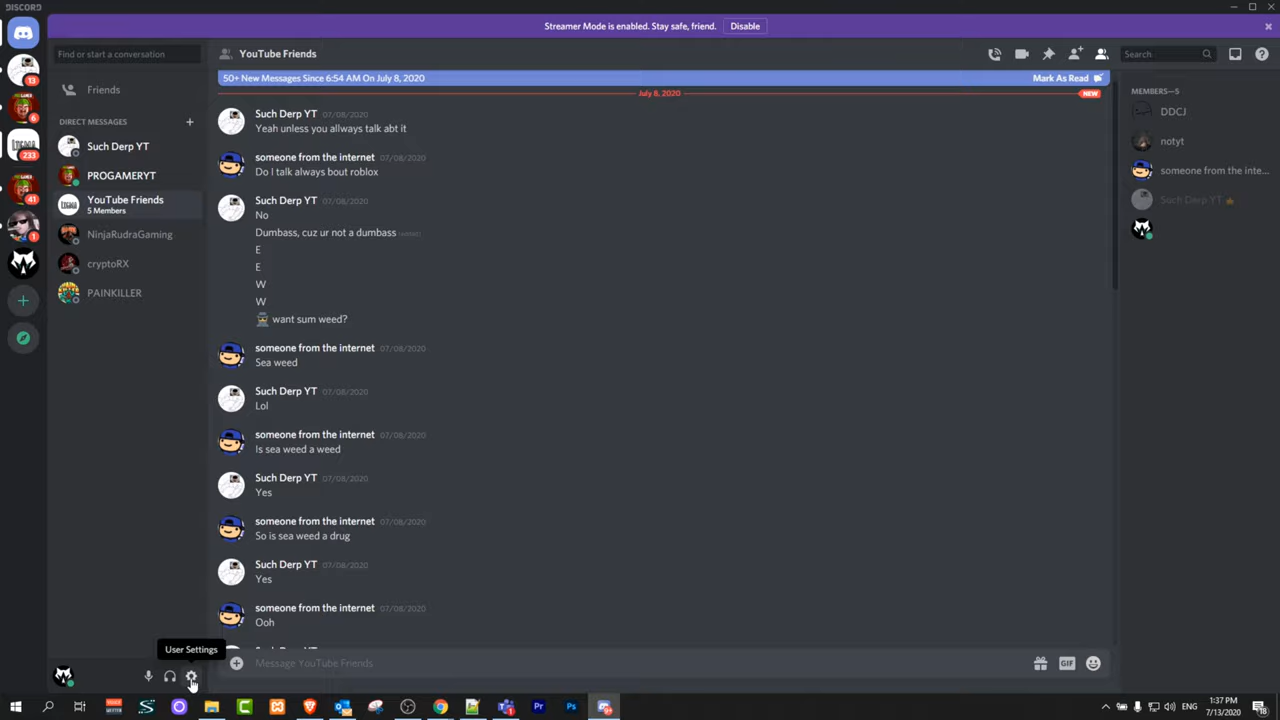 DISCORD
Streamer Mode is enabled. Stay safe, friend.
Disable
Find or start a conversation
Friends
DIRECT MESSAGES
Such Derp YT
PROGAMERYT
YouTube Friends
5 Members
NinjaRudraGaming
cryptoRX
PAINKILLER
13
6
233
41
1
YouTube Friends
Search
50+ New Messages Since 6:54 AM On July 8, 2020
Mark As Read
July 8, 2020
NEW
Such Derp YT 07/08/2020
Yeah unless you allways talk abt it
someone from the internet 07/08/2020
Do I talk always bout roblox
Such Derp YT 07/08/2020
No
Dumbass, cuz ur not a dumbass (edited)
E
E
W
W
want sum weed?
someone from the internet 07/08/2020
Sea weed
Such Derp YT 07/08/2020
Lol
someone from the internet 07/08/2020
Is sea weed a weed
Such Derp YT 07/08/2020
Yes
someone from the internet 07/08/2020
So is sea weed a drug
Such Derp YT 07/08/2020
Yes
someone from the internet 07/08/2020
Ooh
Message YouTube Friends
GIF
MEMBERS—5
DDCJ
notyt
someone from the inte...
Such Derp YT
User Settings
Pr
Ps
ENG
1:37 PM
7/13/2020
18